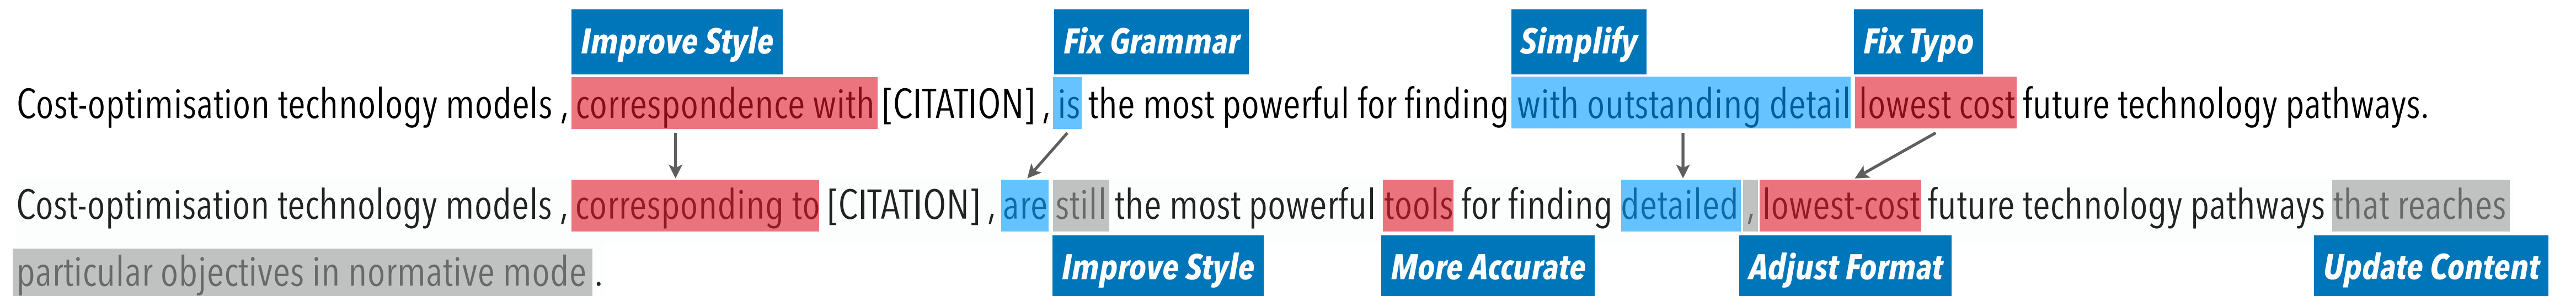 Improve Style Fix Grammar Simplify Fix Typo
Cost-optimisation technology models , correspondence with [CITATION] , is the most powerful for finding with outstanding detail lowest cost future technology pathways.
Cost-optimisation technology models , corresponding to [CITATION] , are still the most powerful tools for finding detailed , lowest-cost future technology pathways that reaches
particular objectives in normative mode .
Improve Style More Accurate Adjust Format Update Content